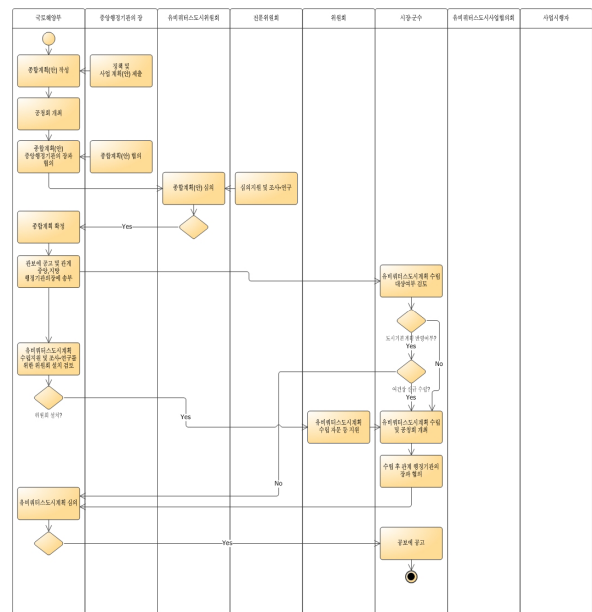 국토해양부
중앙행정기관의 장
유비쿼터스도시위원회
전문위원회
위원회
시장·군수
유비쿼터스도시사업협의회
사업시행자
종합계획(안) 작성
정책 및
사업 계획(안) 제출
공청회 개최
종합계획(안)
중앙행정기관의 장과
협의
종합계획(안) 협의
종합계획(안) 심의
심의지원 및 조사•연구
종합계획 확정
Yes
관보에 공고 및 관계
중앙,지방
행정기관의장에 송부
유비쿼터스도시계획 수립
대상여부 검토
도시기본계획 반영여부?
Yes
No
유비쿼터스도시계획
수립지원 및 조사•연구를
위한 위원회 설치 검토
여건상 신규 수립?
Yes
위원회 설치?
Yes
유비쿼터스도시계획
수립 자문 등 지원
유비쿼터스도시계획 수립
및 공청회 개최
수립 후 관계 행정기관의
장과 협의
No
유비쿼터스도시계획 심의
Yes
공보에 공고